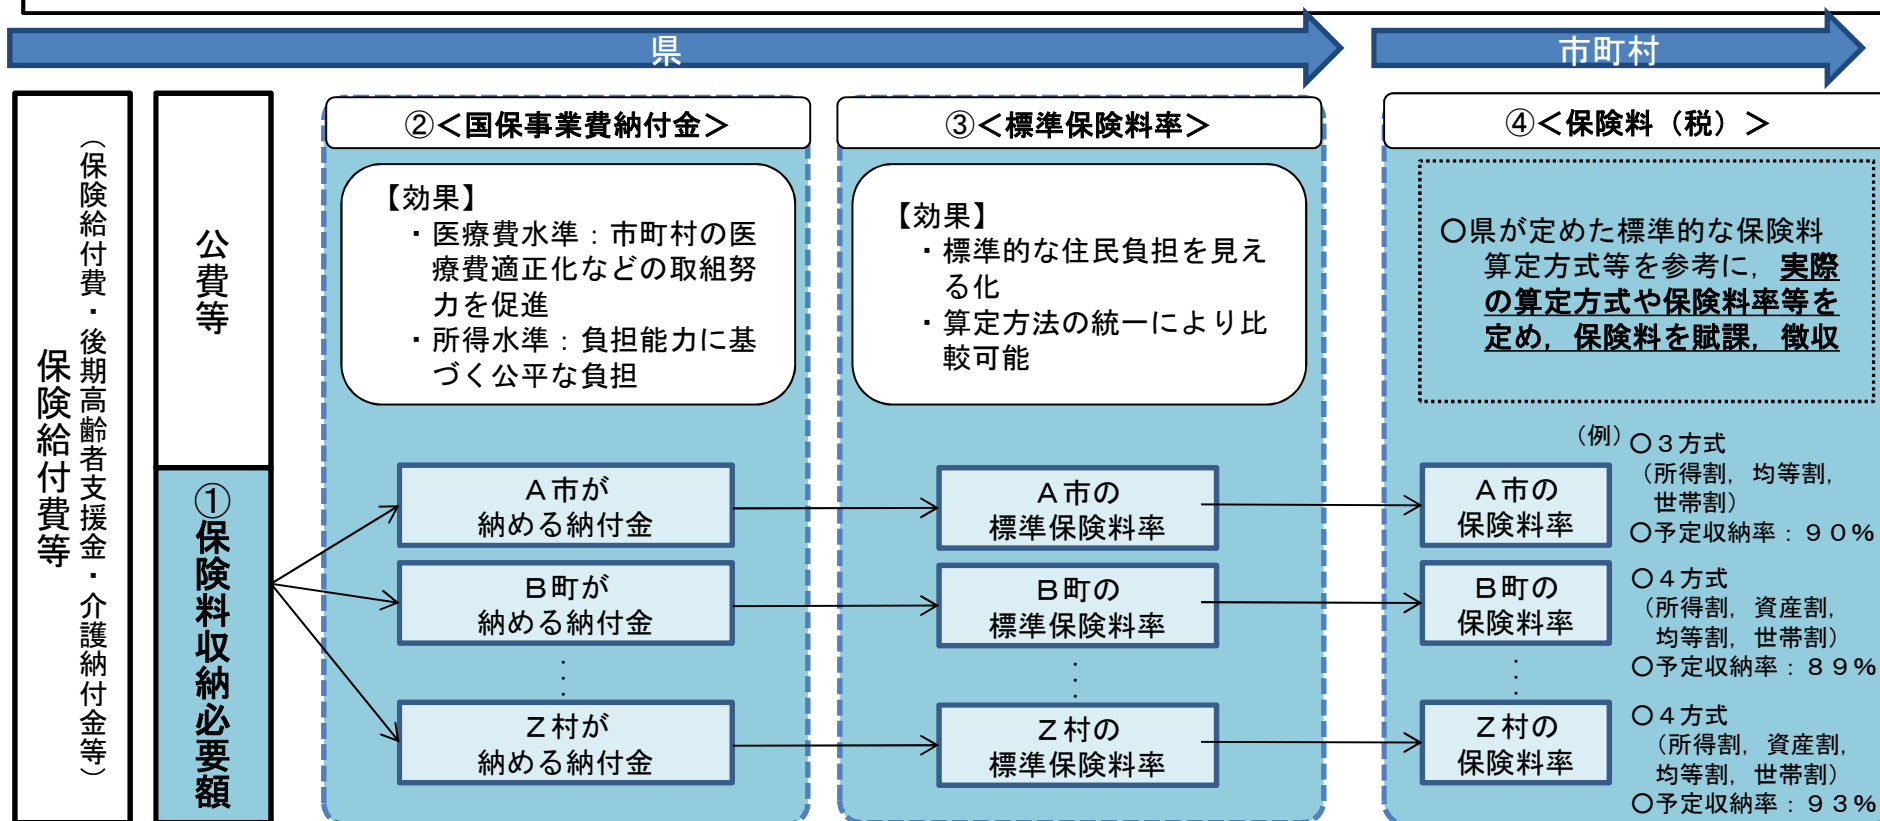 県
市町村
保険給付費等
（保険給付費・後期高齢者支援金・介護納付金等）
公費等
①保険料収納必要額
②＜国保事業費納付金＞
【効果】
・医療費水準：市町村の医
療費適正化などの取組努
力を促進
・所得水準：負担能力に基
づく公平な負担
A市が
納める納付金
B町が
納める納付金
：
Z村が
納める納付金
③＜標準保険料率＞
【効果】
・標準的な住民負担を見え
る化
・算定方法の統一により比
較可能
A市の
標準保険料率
B町の
標準保険料率
：
Z村の
標準保険料率
④＜保険料（税）＞
〇県が定めた標準的な保険料
算定方式等を参考に，実際
の算定方式や保険料率等を
定め，保険料を賦課，徴収
（例）
A市の
保険料率
〇３方式
（所得割，均等割，
世帯割）
〇予定収納率：９０％
B町の
保険料率
〇４方式
（所得割，資産割，
均等割，世帯割）
〇予定収納率：８９％
：
Z村の
保険料率
〇４方式
（所得割，資産割，
均等割，世帯割）
〇予定収納率：９３％